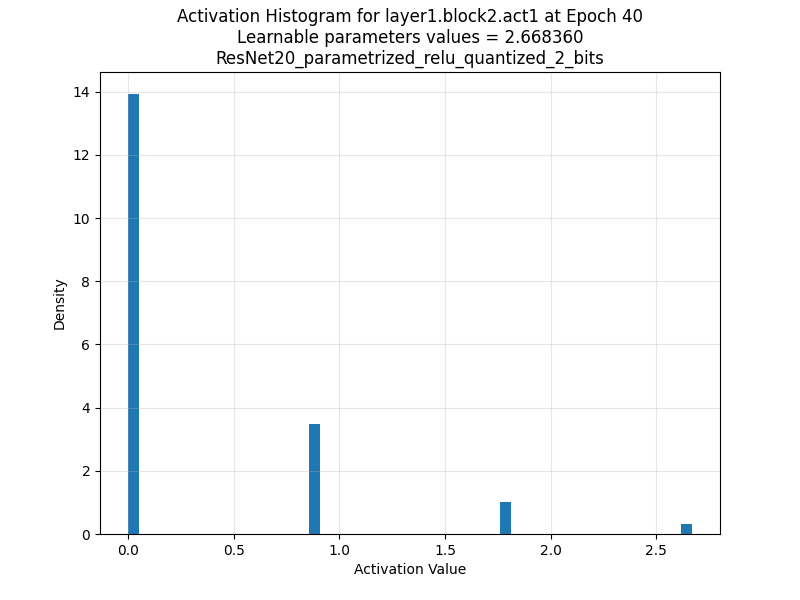 Activation Histogram for layer1.block2.act1 at Epoch 40
Learnable parameters values = 2.668360
ResNet20_parametrized_relu_quantized_2_bits
14
12
10
8
6
4
2
0
Density
0.0 0.5 1.0 1.5 2.0 2.5
Activation Value